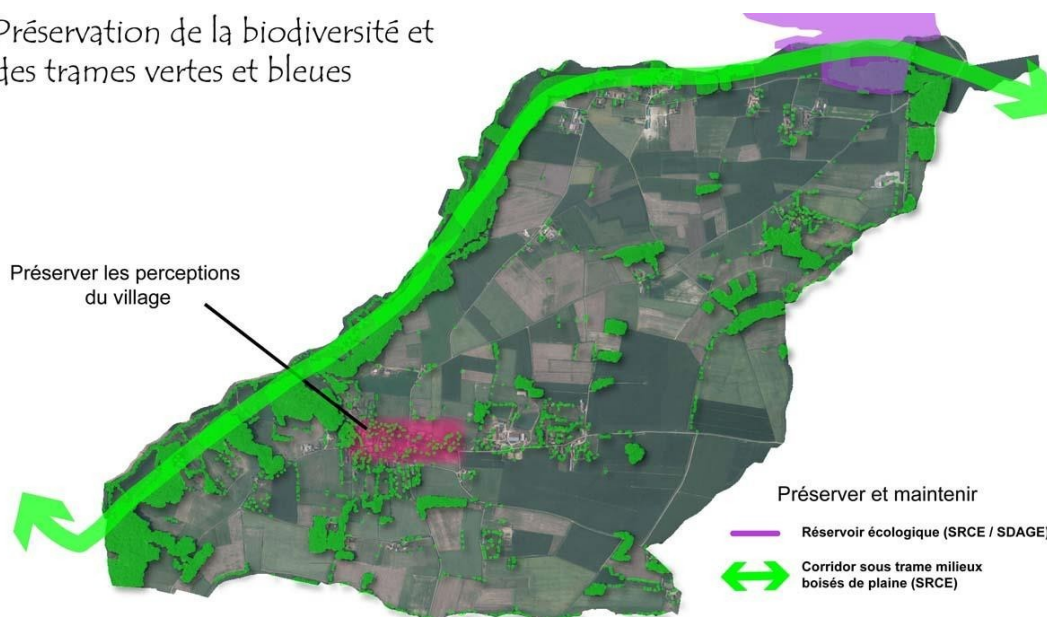 Préservation de la biodiversité et
des trames vertes et bleues
Préserver les perceptions
du village
Préserver et maintenir
Réservoir écologique (SRCE / SDAGE)
Corridor sous trame milieux
boisés de plaine (SRCE)